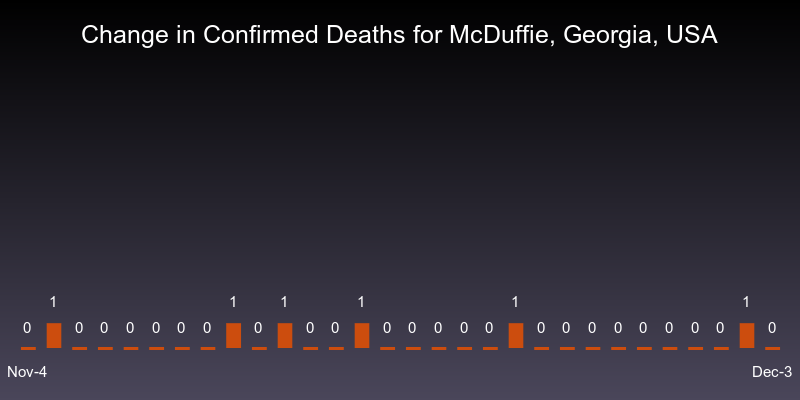 Change in Confirmed Deaths for McDuffie, Georgia, USA
1 1 1 1 1 1
0 0 0 0 0 0 0 0 0 0 0 0 0 0 0 0 0 0 0 0 0 0 0 0
Nov-4 Dec-3